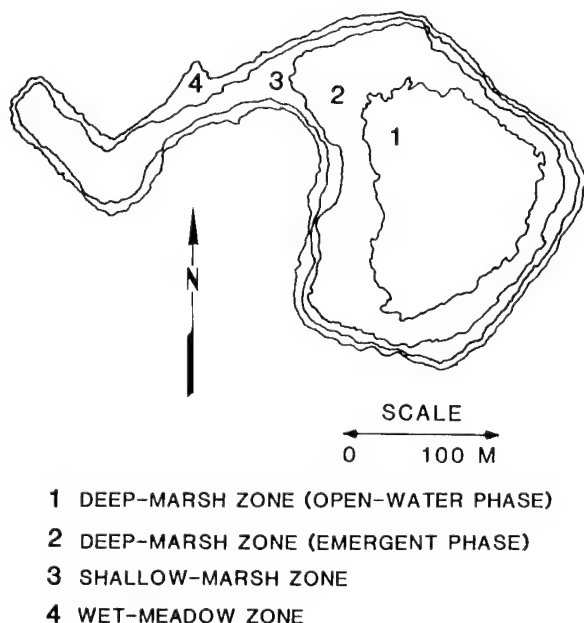 4
3
2
1
N
SCALE
0 100 M
1 DEEP-MARSH ZONE (OPEN-WATER PHASE)
2 DEEP-MARSH ZONE (EMERGENT PHASE)
3 SHALLOW-MARSH ZONE
4 WET-MEADOW ZONE